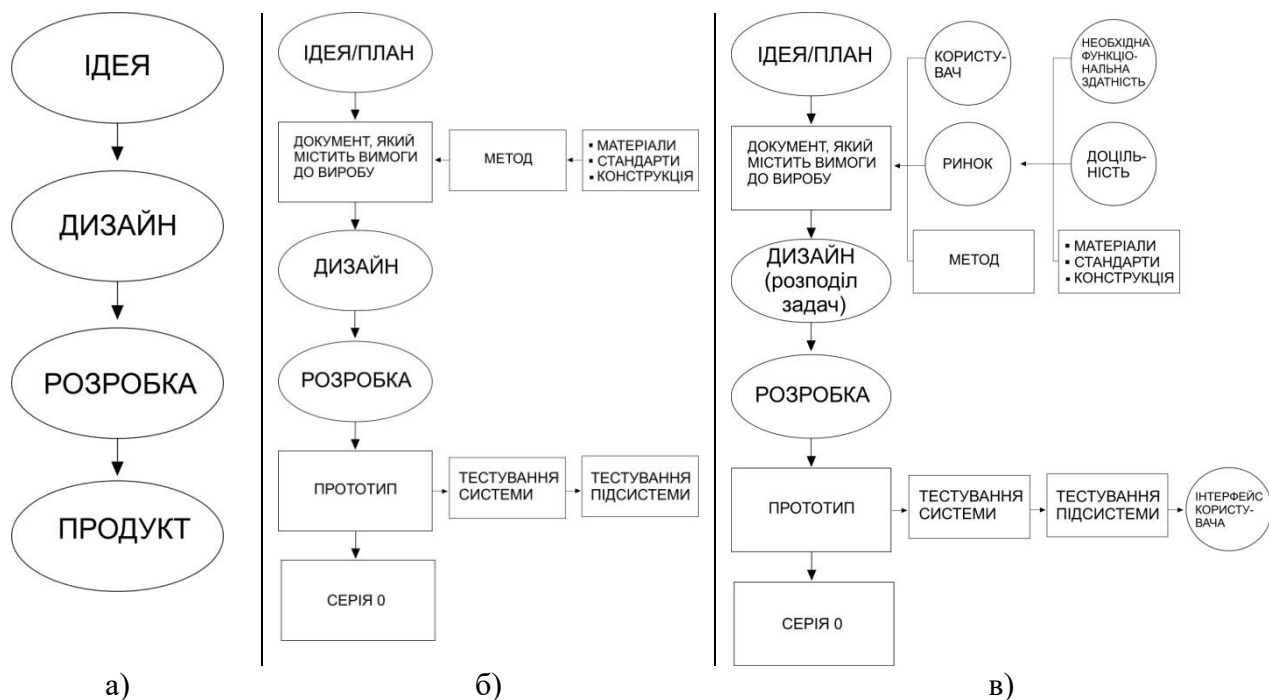 ІДЕЯ
ДИЗАЙН
РОЗРОБКА
ПРОДУКТ
а)
ІДЕЯ/ПЛАН
ДОКУМЕНТ, ЯКИЙ
МІСТИТЬ ВИМОГИ
ДО ВИРОБУ
МЕТОД
▪ МАТЕРІАЛИ
▪ СТАНДАРТИ
▪ КОНСТРУКЦІЯ
ДИЗАЙН
РОЗРОБКА
ПРОТОТИП
ТЕСТУВАННЯ
СИСТЕМИ
ТЕСТУВАННЯ
ПІДСИСТЕМИ
СЕРІЯ 0
б)
ІДЕЯ/ПЛАН
КОРИСТУ-
ВАЧ
НЕОБХІДНА
ФУНКЦІО-
НАЛЬНА
ЗДАТНІСТЬ
ДОКУМЕНТ, ЯКИЙ
МІСТИТЬ ВИМОГИ
ДО ВИРОБУ
РИНОК
ДОЦІЛЬ-
НІСТЬ
ДИЗАЙН
(розподіл
задач)
МЕТОД
▪ МАТЕРІАЛИ
▪ СТАНДАРТИ
▪ КОНСТРУКЦІЯ
РОЗРОБКА
ПРОТОТИП
ТЕСТУВАННЯ
СИСТЕМИ
ТЕСТУВАННЯ
ПІДСИСТЕМИ
ІНТЕРФЕЙС
КОРИСТУ-
ВАЧА
СЕРІЯ 0
в)